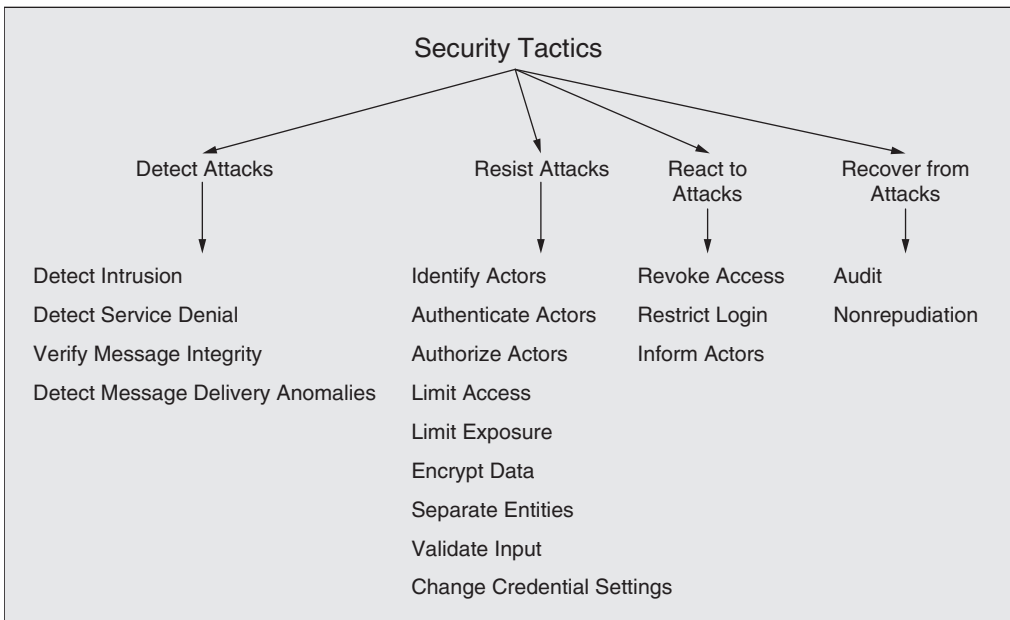 Security Tactics
Detect Attacks
Resist Attacks
React to
Attacks
Recover from
Attacks
Detect Intrusion
Detect Service Denial
Verify Message Integrity
Detect Message Delivery Anomalies
Identify Actors
Authenticate Actors
Authorize Actors
Limit Access
Limit Exposure
Encrypt Data
Separate Entities
Validate Input
Change Credential Settings
Revoke Access
Restrict Login
Inform Actors
Audit
Nonrepudiation